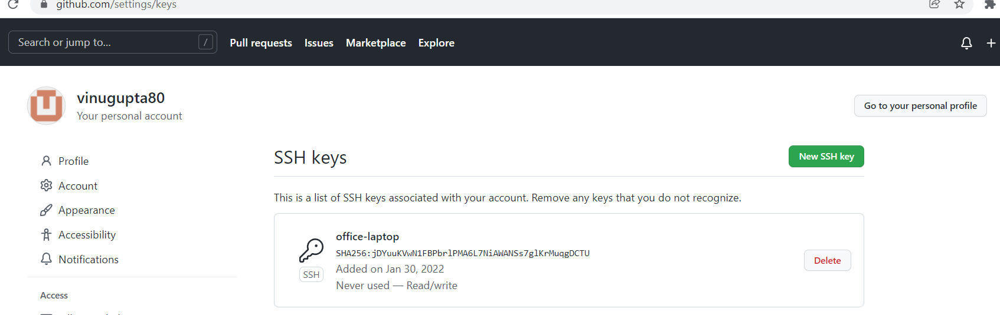 github.com/settings/keys
Search or jump to... / Pull requests Issues Marketplace Explore
vinugupta80
Your personal account
Go to your personal profile
Profile
Account
Appearance
Accessibility
Notifications
Access
SSH keys
New SSH key
This is a list of SSH keys associated with your account. Remove any keys that you do not recognize.
office-laptop
SHA256:jDYuuKVwN1FBPbrlPMA6L7NiAWANSs7glKrMuqgDCTU
Added on Jan 30, 2022
Never used — Read/write
SSH
Delete